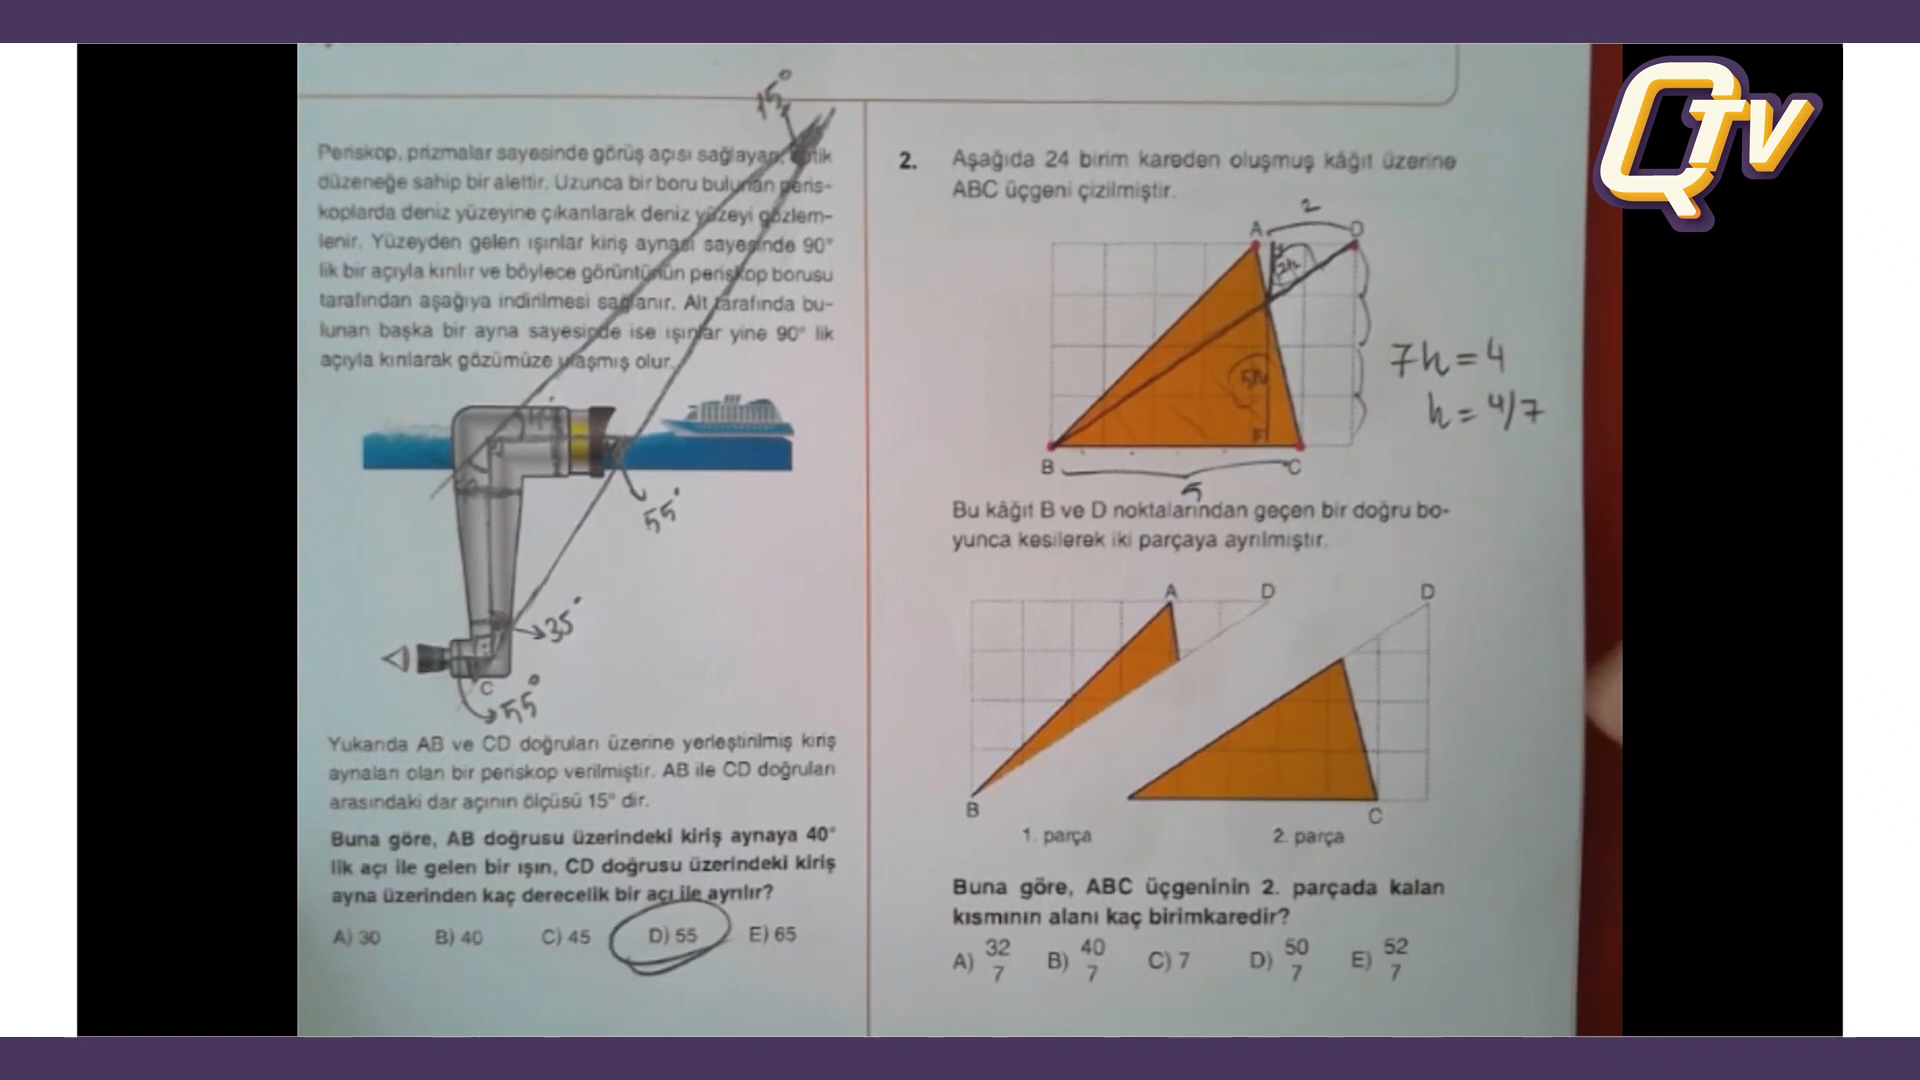 QTV
15°
Periskop, prizmalar sayesinde görüş açısı sağlayan,
düzeneğe sahip bir alettir. Uzunca bir boru bulunan peris-
koplarda deniz yüzeyine çıkarılarak deniz yüzeyi gözlem-
lenir. Yüzeyden gelen ışınlar kiriş aynası sayesinde 90°
lik bir açıyla kırılır ve böylece görüntünün periskop borusu
tarafından aşağıya indirilmesi sağlanır. Alt tarafında bu-
lunan başka bir ayna sayesinde ise ışınlar yine 90° lik
açıyla kırılarak gözümüze ulaşmış olur.
55°
35°
C
55°
Yukarıda AB ve CD doğruları üzerine yerleştirilmiş kiriş
aynaları olan bir periskop verilmiştir. AB ile CD doğruları
arasındaki dar açının ölçüsü 15° dir.
Buna göre, AB doğrusu üzerindeki kiriş aynaya 40°
lik açı ile gelen bir ışın, CD doğrusu üzerindeki kiriş
ayna üzerinden kaç derecelik bir açı ile ayrılır?
A) 30 B) 40 C) 45 D) 55 E) 65
2. Aşağıda 24 birim kareden oluşmuş kâğıt üzerine
ABC üçgeni çizilmiştir.
2
A D
2h
5h
7h = 4
h = 4/7
B C
5
Bu kâğıt B ve D noktalarından geçen bir doğru bo-
yunca kesilerek iki parçaya ayrılmıştır.
A D D
B C
1. parça 2. parça
Buna göre, ABC üçgeninin 2. parçada kalan
kısmının alanı kaç birimkaredir?
A) 32/7 B) 40/7 C) 7 D) 50/7 E) 52/7